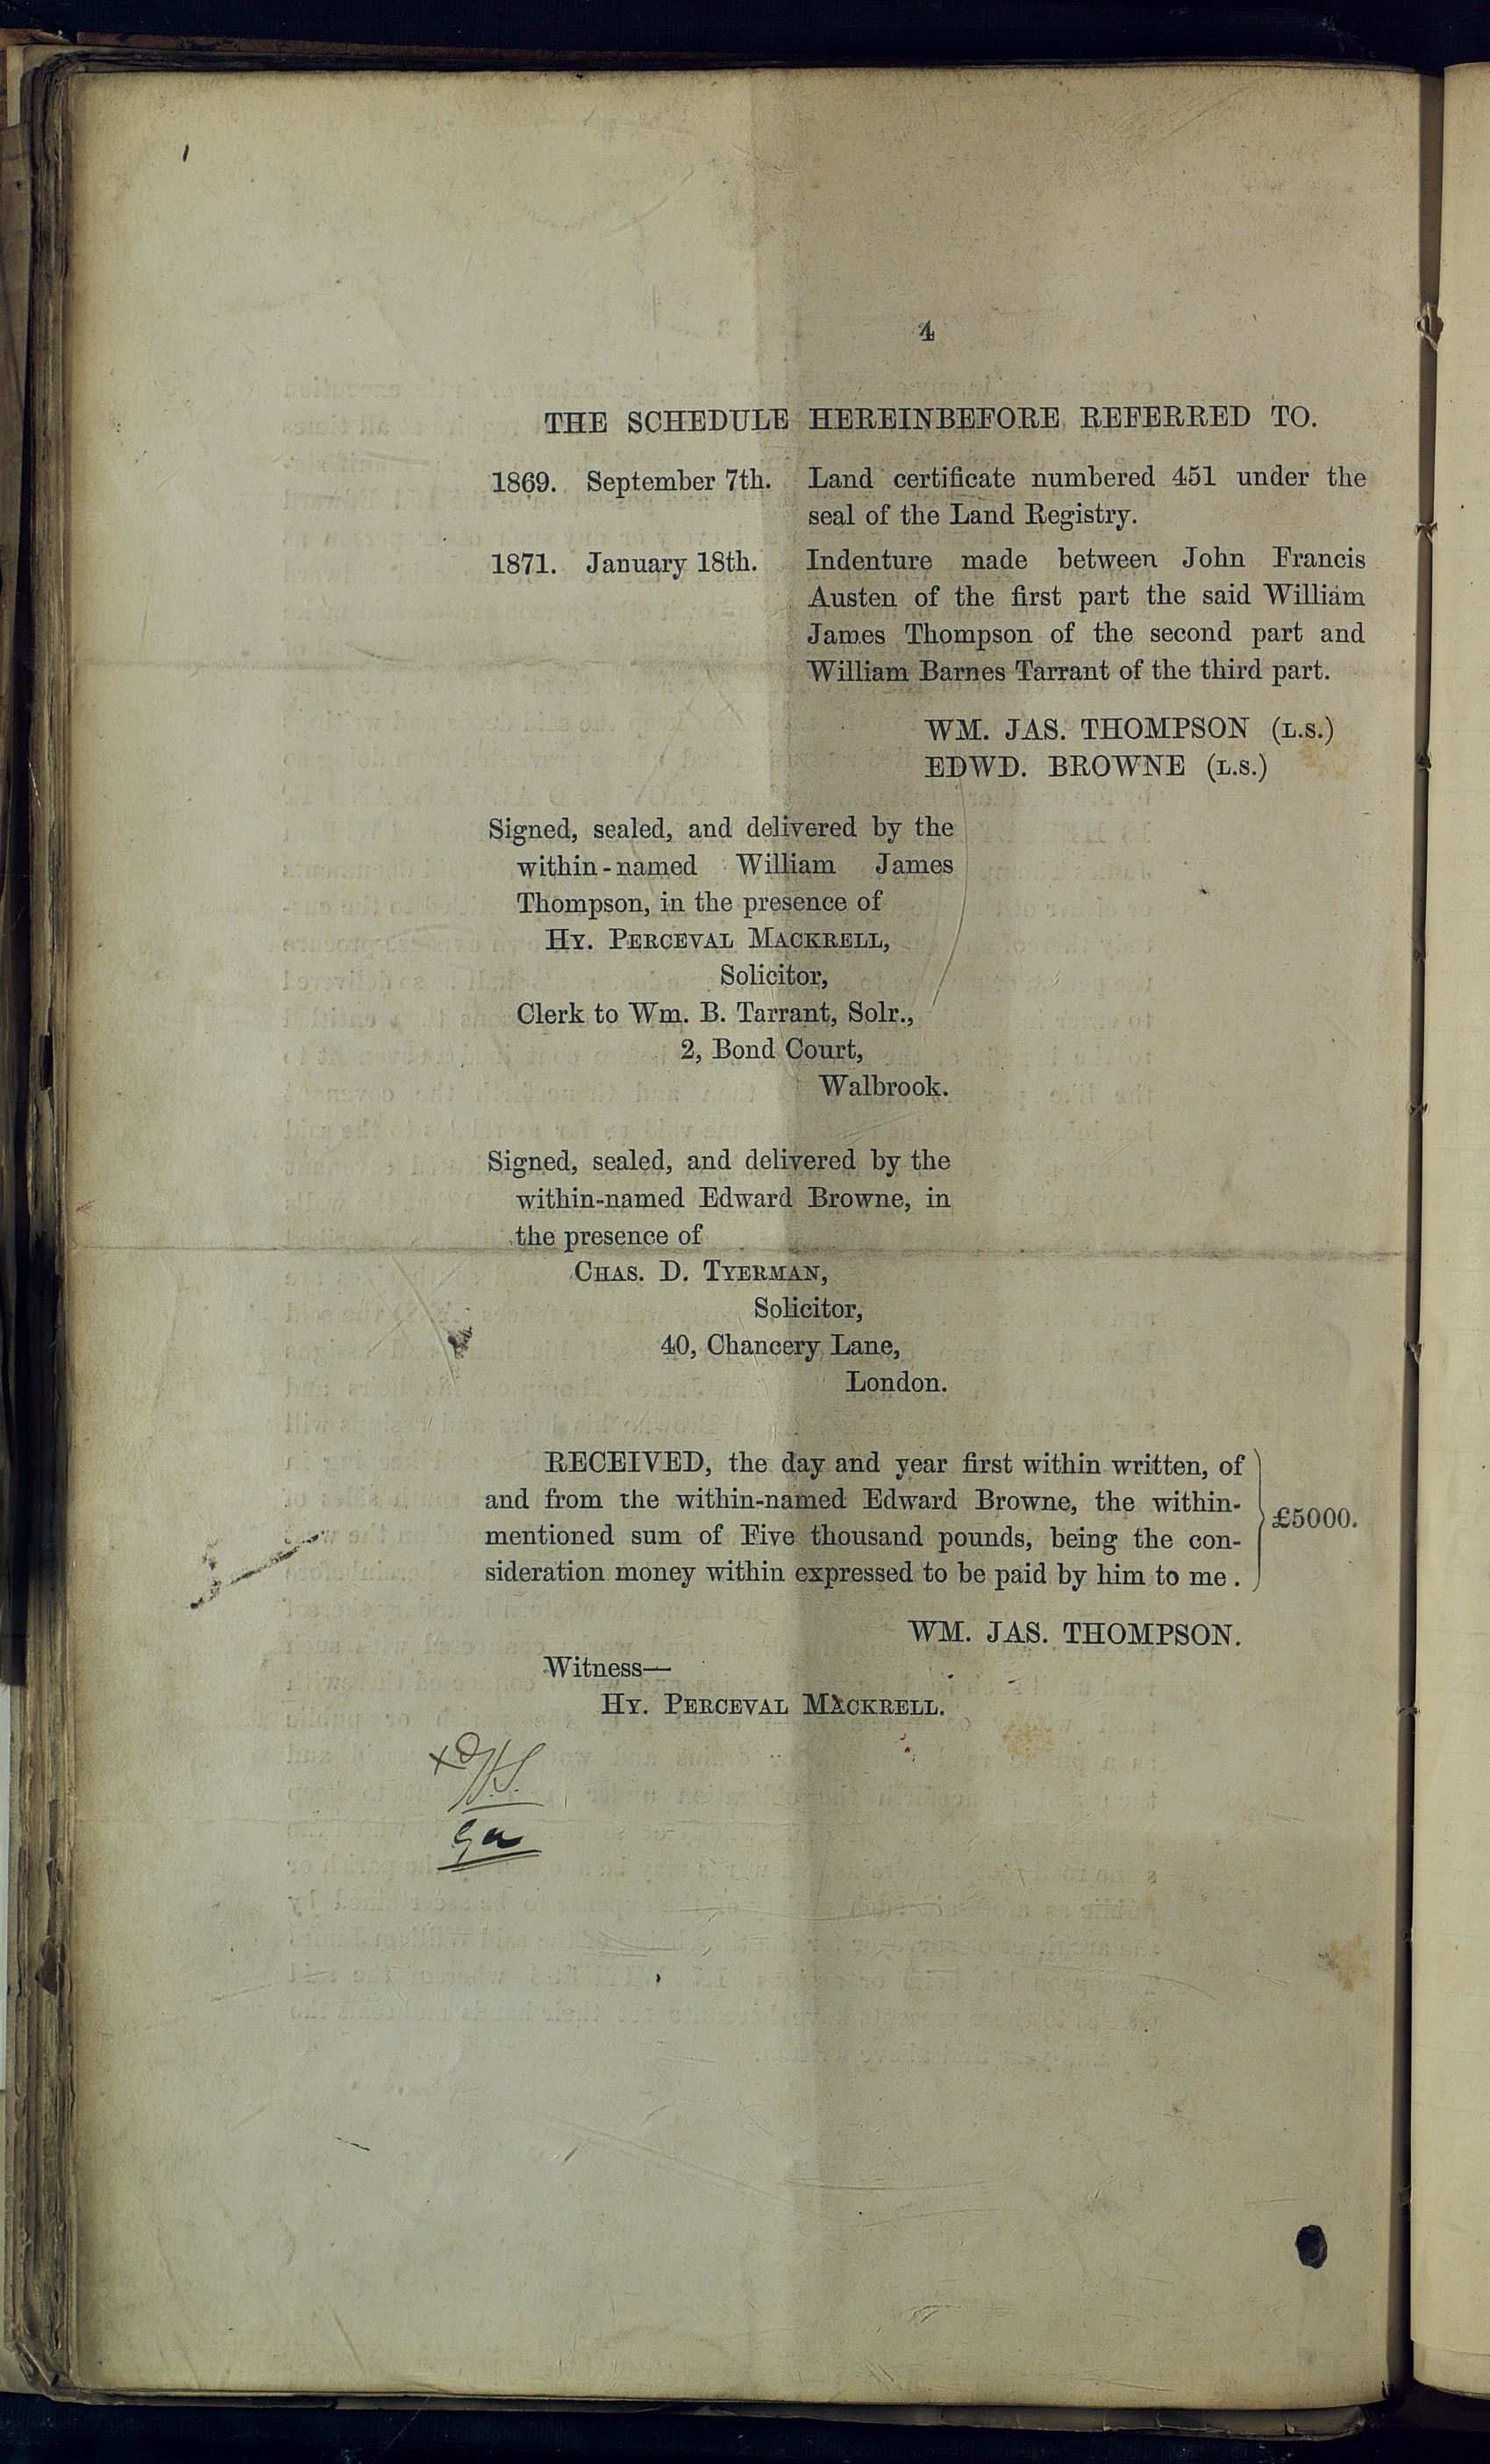 4
THE SCHEDULE HEREINBEFORE REFERRED TO.
1869. September 7th. Land certificate numbered 451 under the
seal of the Land Registry.
1871. January 18th. Indenture made between John Francis
Austen of the first part the said William
James Thompson of the second part and
William Barnes Tarrant of the third part.
WM. JAS. THOMPSON (L.S.)
EDWD. BROWNE (L.S.)
Signed, sealed, and delivered by the
within-named William James
Thompson, in the presence of
HY. PERCEVAL MACKRELL,
Solicitor,
Clerk to Wm. B. Tarrant, Solr.,
2, Bond Court,
Walbrook.
Signed, sealed, and delivered by the
within-named Edward Browne, in
the presence of
CHAS. D. TYERMAN,
Solicitor,
40, Chancery Lane,
London.
RECEIVED, the day and year first within written, of
and from the within-named Edward Browne, the within-
mentioned sum of Five thousand pounds, being the con-
sideration money within expressed to be paid by him to me.
£5000.
WM. JAS. THOMPSON.
Witness—
HY. PERCEVAL MACKRELL.